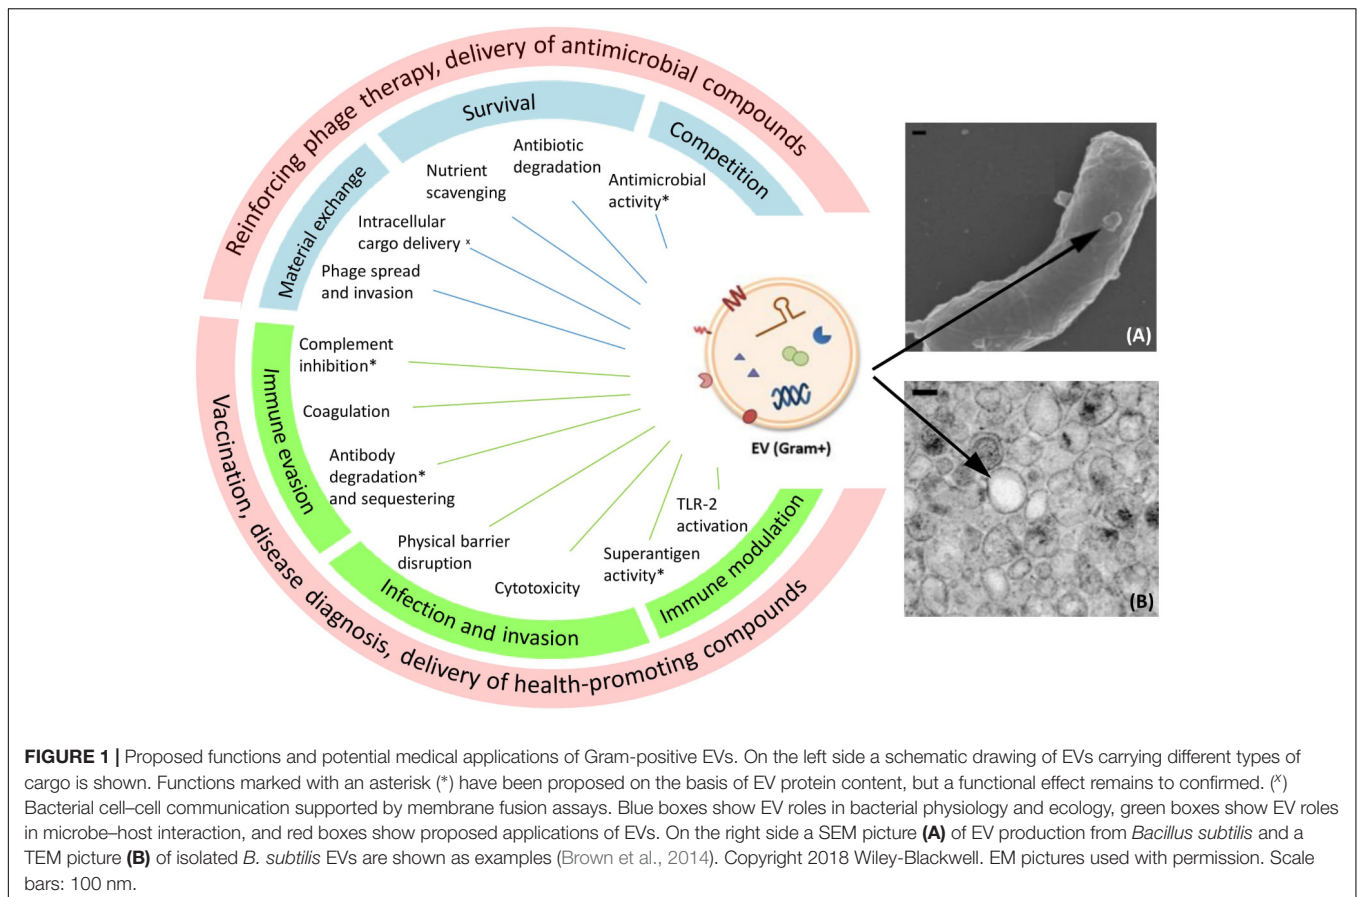 Reinforcing phage therapy, delivery of antimicrobial compounds
Material exchange
Survival
Competition
Antibiotic
degradation
Nutrient
scavenging
Antimicrobial
activity*
Intracellular
cargo delivery x
Phage spread
and invasion
Complement
inhibition*
Coagulation
Antibody
degradation*
and sequestering
Physical barrier
disruption
Cytotoxicity
Superantigen
activity*
TLR-2
activation
Immune evasion
Infection and invasion
Immune modulation
Vaccination, disease diagnosis, delivery of health-promoting compounds
EV (Gram+)
(A)
(B)
FIGURE 1 | Proposed functions and potential medical applications of Gram-positive EVs. On the left side a schematic drawing of EVs carrying different types of
cargo is shown. Functions marked with an asterisk (*) have been proposed on the basis of EV protein content, but a functional effect remains to confirmed. (x)
Bacterial cell–cell communication supported by membrane fusion assays. Blue boxes show EV roles in bacterial physiology and ecology, green boxes show EV roles
in microbe–host interaction, and red boxes show proposed applications of EVs. On the right side a SEM picture (A) of EV production from Bacillus subtilis and a
TEM picture (B) of isolated B. subtilis EVs are shown as examples (Brown et al., 2014). Copyright 2018 Wiley-Blackwell. EM pictures used with permission. Scale
bars: 100 nm.